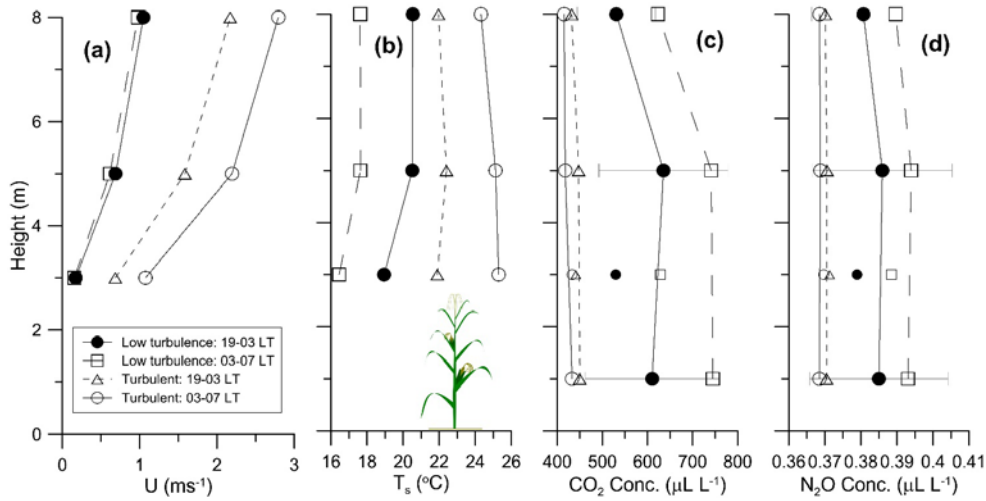 (a)
(b)
(c)
(d)
8
6
4
2
0
Height (m)
Low turbulence: 19-03 LT
Low turbulence: 03-07 LT
Turbulent: 19-03 LT
Turbulent: 03-07 LT
0 1 2 3
16 18 20 22 24 26
400 500 600 700 800
0.36 0.37 0.38 0.39 0.4 0.41
U (ms⁻¹)
Tₛ (°C)
CO₂ Conc. (µL L⁻¹)
N₂O Conc. (µL L⁻¹)